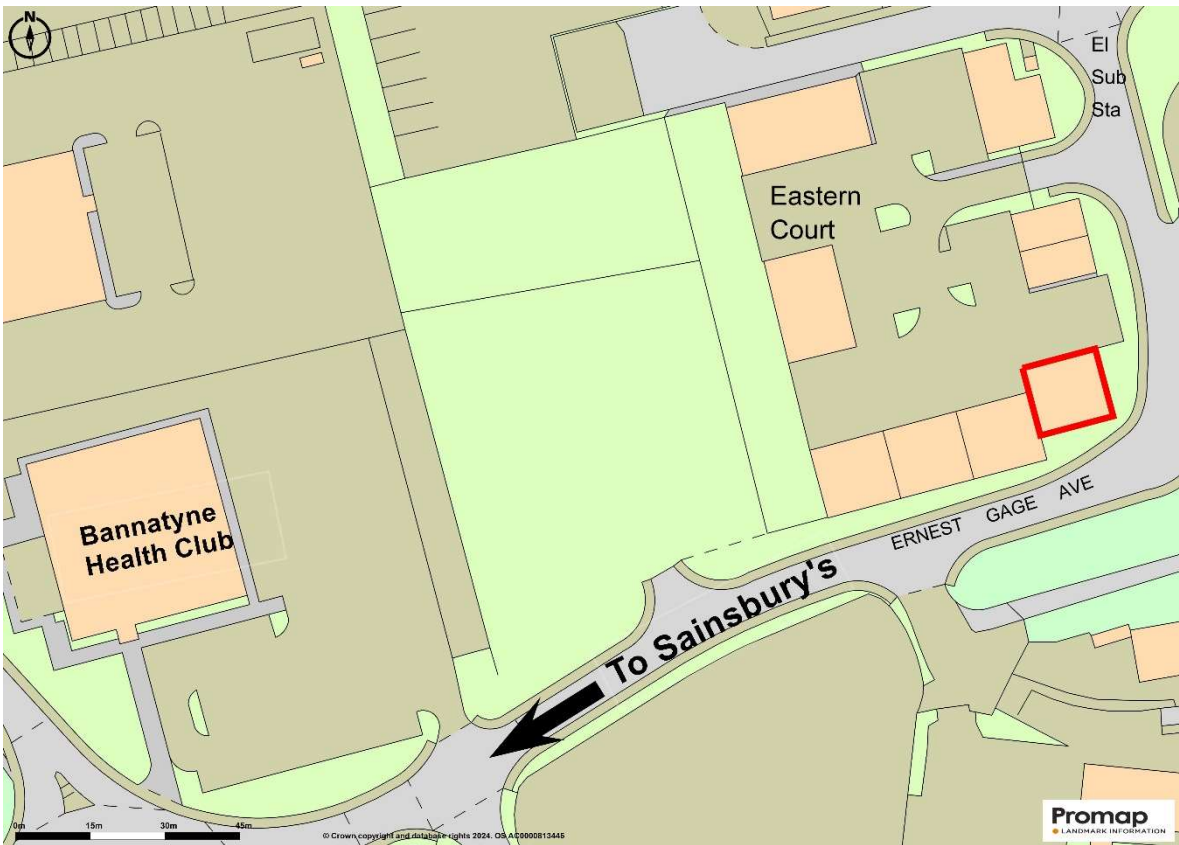 N
El
Sub
Sta
Eastern
Court
Bannatyne
Health Club
ERNEST GAGE AVE
To Sainsbury's
0m 15m 30m 45m
© Crown copyright and database rights 2024. OS AC0000813445
Promap
LANDMARK INFORMATION